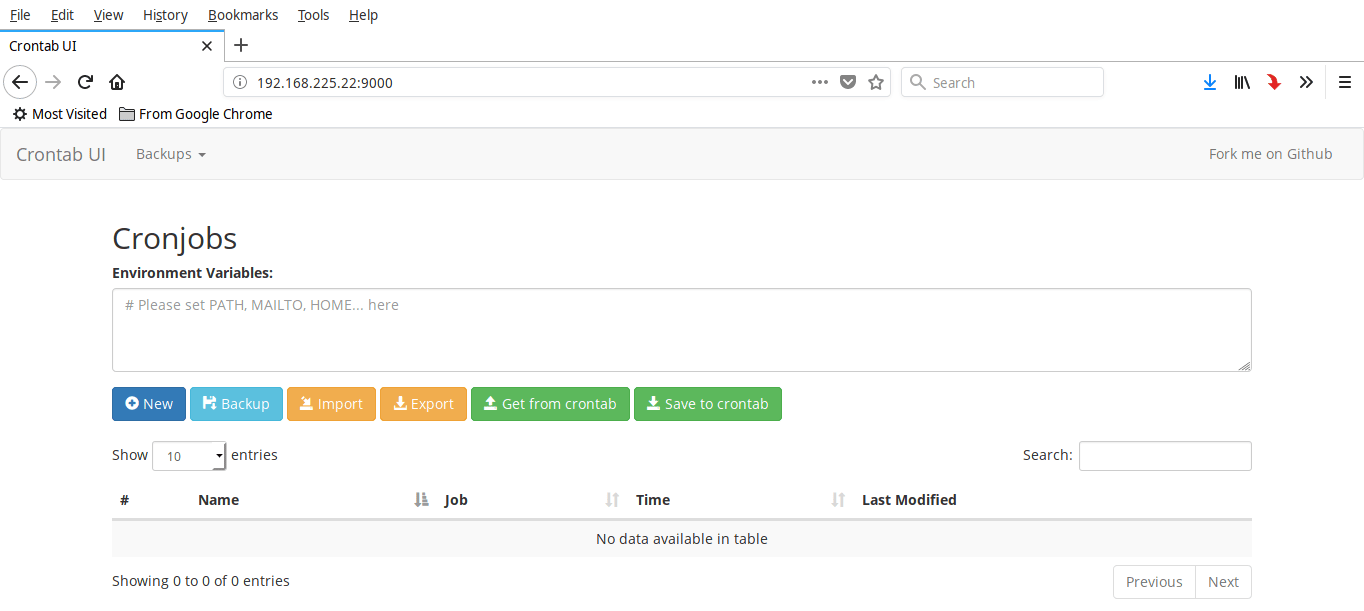 File Edit View History Bookmarks Tools Help
Crontab UI
192.168.225.22:9000 Search
Most Visited From Google Chrome
Crontab UI Backups Fork me on Github
Cronjobs
Environment Variables:
# Please set PATH, MAILTO, HOME... here
New Backup Import Export Get from crontab Save to crontab
Show 10 entries Search:
# Name Job Time Last Modified
No data available in table
Showing 0 to 0 of 0 entries Previous Next